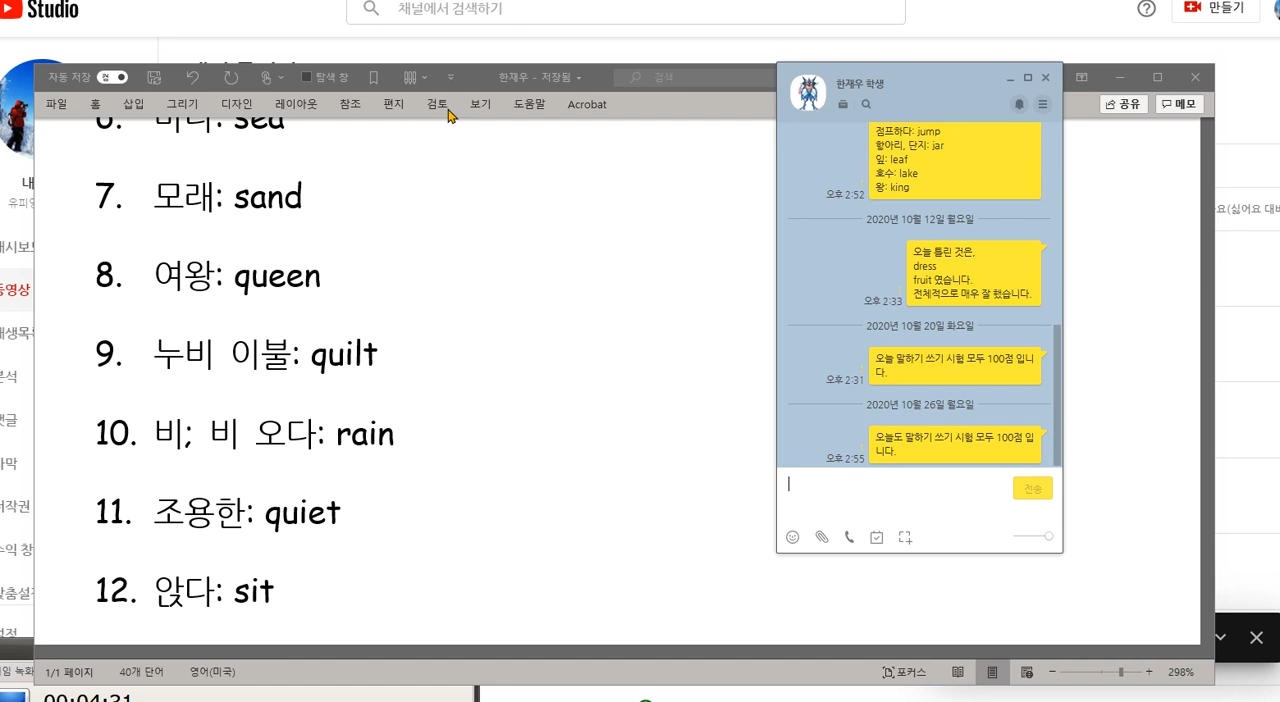 Studio
채널에서 검색하기
만들기
자동 저장
탐색 창
한재우 - 저장됨
검색
파일 홈 삽입 그리기 디자인 레이아웃 참조 편지 검토 보기 도움말 Acrobat
공유
메모
sea
7. 모래: sand
8. 여왕: queen
9. 누비 이불: quilt
10. 비; 비 오다: rain
11. 조용한: quiet
12. 앉다: sit
1/1 페이지
40개 단어
영어(미국)
포커스
298%
한재우 학생
점프하다: jump
항아리, 단지: jar
잎: leaf
호수: lake
왕: king
오후 2:52
2020년 10월 12일 월요일
오늘 틀린 것은,
dress
fruit 였습니다.
전체적으로 매우 잘 했습니다.
오후 2:33
2020년 10월 20일 화요일
오늘 말하기 쓰기 시험 모두 100점 입니
다.
오후 2:31
2020년 10월 26일 월요일
오늘도 말하기 쓰기 시험 모두 100점 입
니다.
오후 2:55
전송
동영상
00:04:31